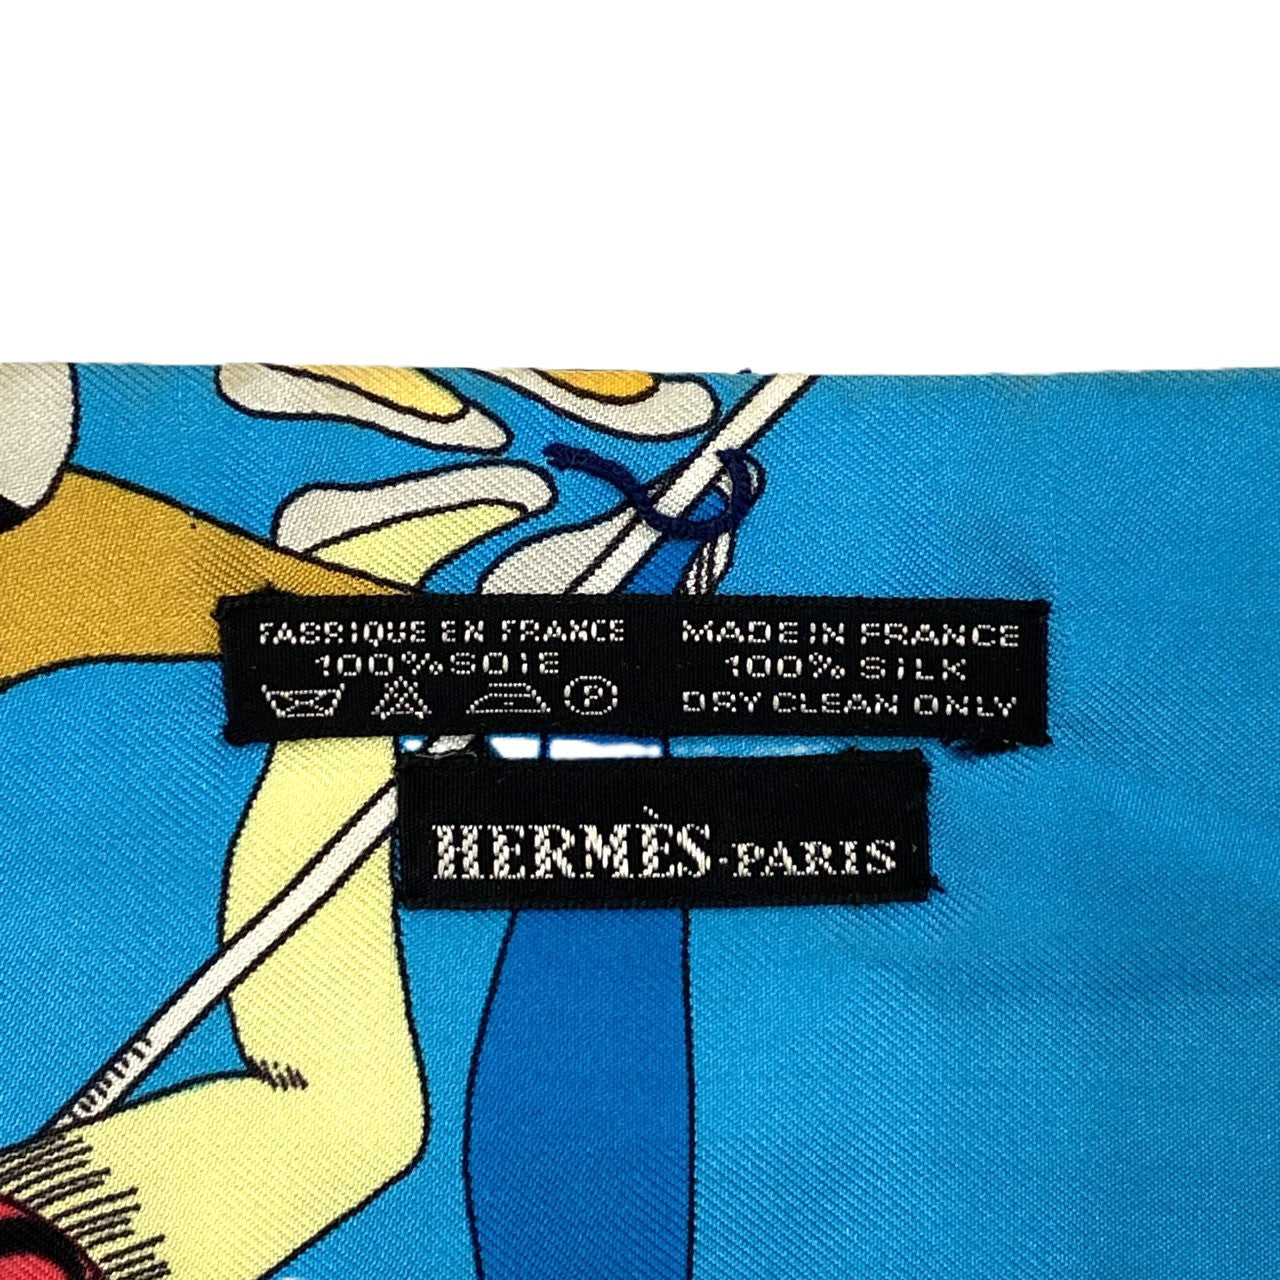 FABRIQUE EN FRANCE
100% SOIE
P
MADE IN FRANCE
100% SILK
DRY CLEAN ONLY
HERMÈS-PARIS